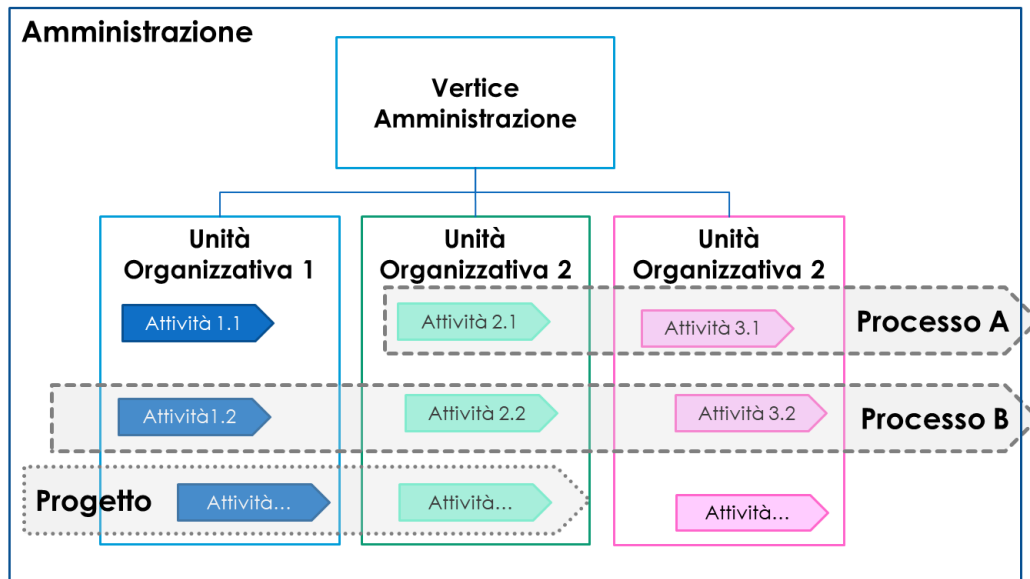 Amministrazione
Vertice
Amministrazione
Unità
Organizzativa 1
Unità
Organizzativa 2
Unità
Organizzativa 2
Attività 1.1
Attività 2.1
Attività 3.1
Processo A
Attività1.2
Attività 2.2
Attività 3.2
Processo B
Progetto
Attività...
Attività...
Attività...